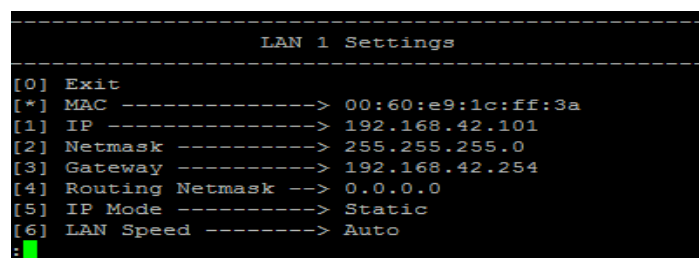 --------------------------------------------------
LAN 1 Settings
--------------------------------------------------
[0] Exit
[*] MAC --------------> 00:60:e9:1c:ff:3a
[1] IP ---------------> 192.168.42.101
[2] Netmask ----------> 255.255.255.0
[3] Gateway ----------> 192.168.42.254
[4] Routing Netmask --> 0.0.0.0
[5] IP Mode ----------> Static
[6] LAN Speed --------> Auto
: